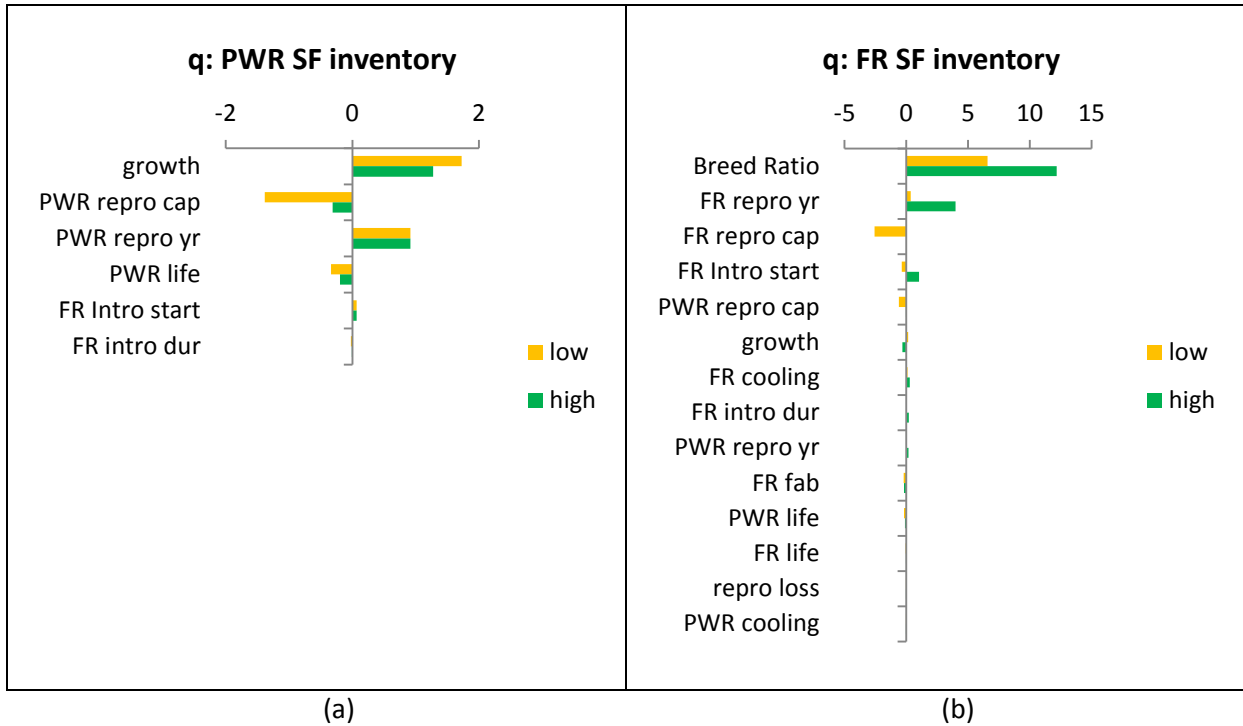 q: PWR SF inventory
-2 0 2
growth
PWR repro cap
PWR repro yr
PWR life
FR Intro start
FR intro dur
low
high
(a)
q: FR SF inventory
-5 0 5 10 15
Breed Ratio
FR repro yr
FR repro cap
FR Intro start
PWR repro cap
growth
FR cooling
FR intro dur
PWR repro yr
FR fab
PWR life
FR life
repro loss
PWR cooling
low
high
(b)